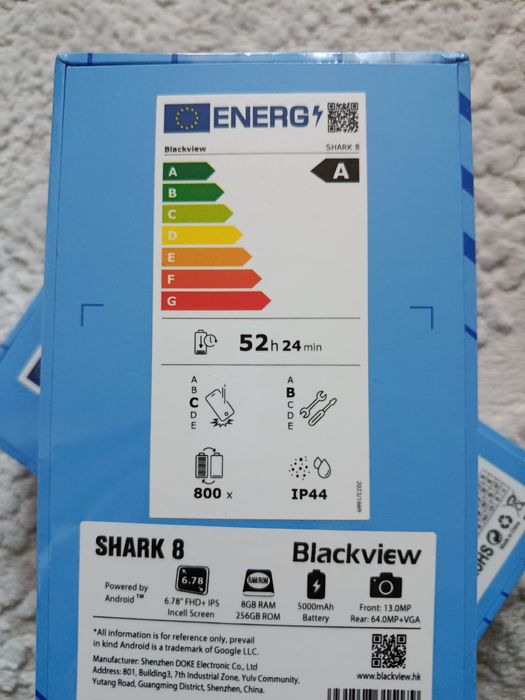 ENERG
Blackview SHARK 8
A A
B
C
D
E
F
G
52h 24min
A
B
C
D
E
A
B
C
D
E
800 x IP44
2023/1669
SHARK 8 Blackview
Powered by
Android™
6.78
6.78" FHD+ IPS
Incell Screen
RAM/ROM
8GB RAM
256GB ROM
5000mAh
Battery
Front: 13.0MP
Rear: 64.0MP+VGA
*All information is for reference only, prevail
in kind Android is a trademark of Google LLC.
Manufacturer: Shenzhen DOKE Electronic Co., Ltd
Address: 801, Building3, 7th Industrial Zone, Yulv Community,
Yutang Road, Guangming District, Shenzhen, China.
www.blackview.hk